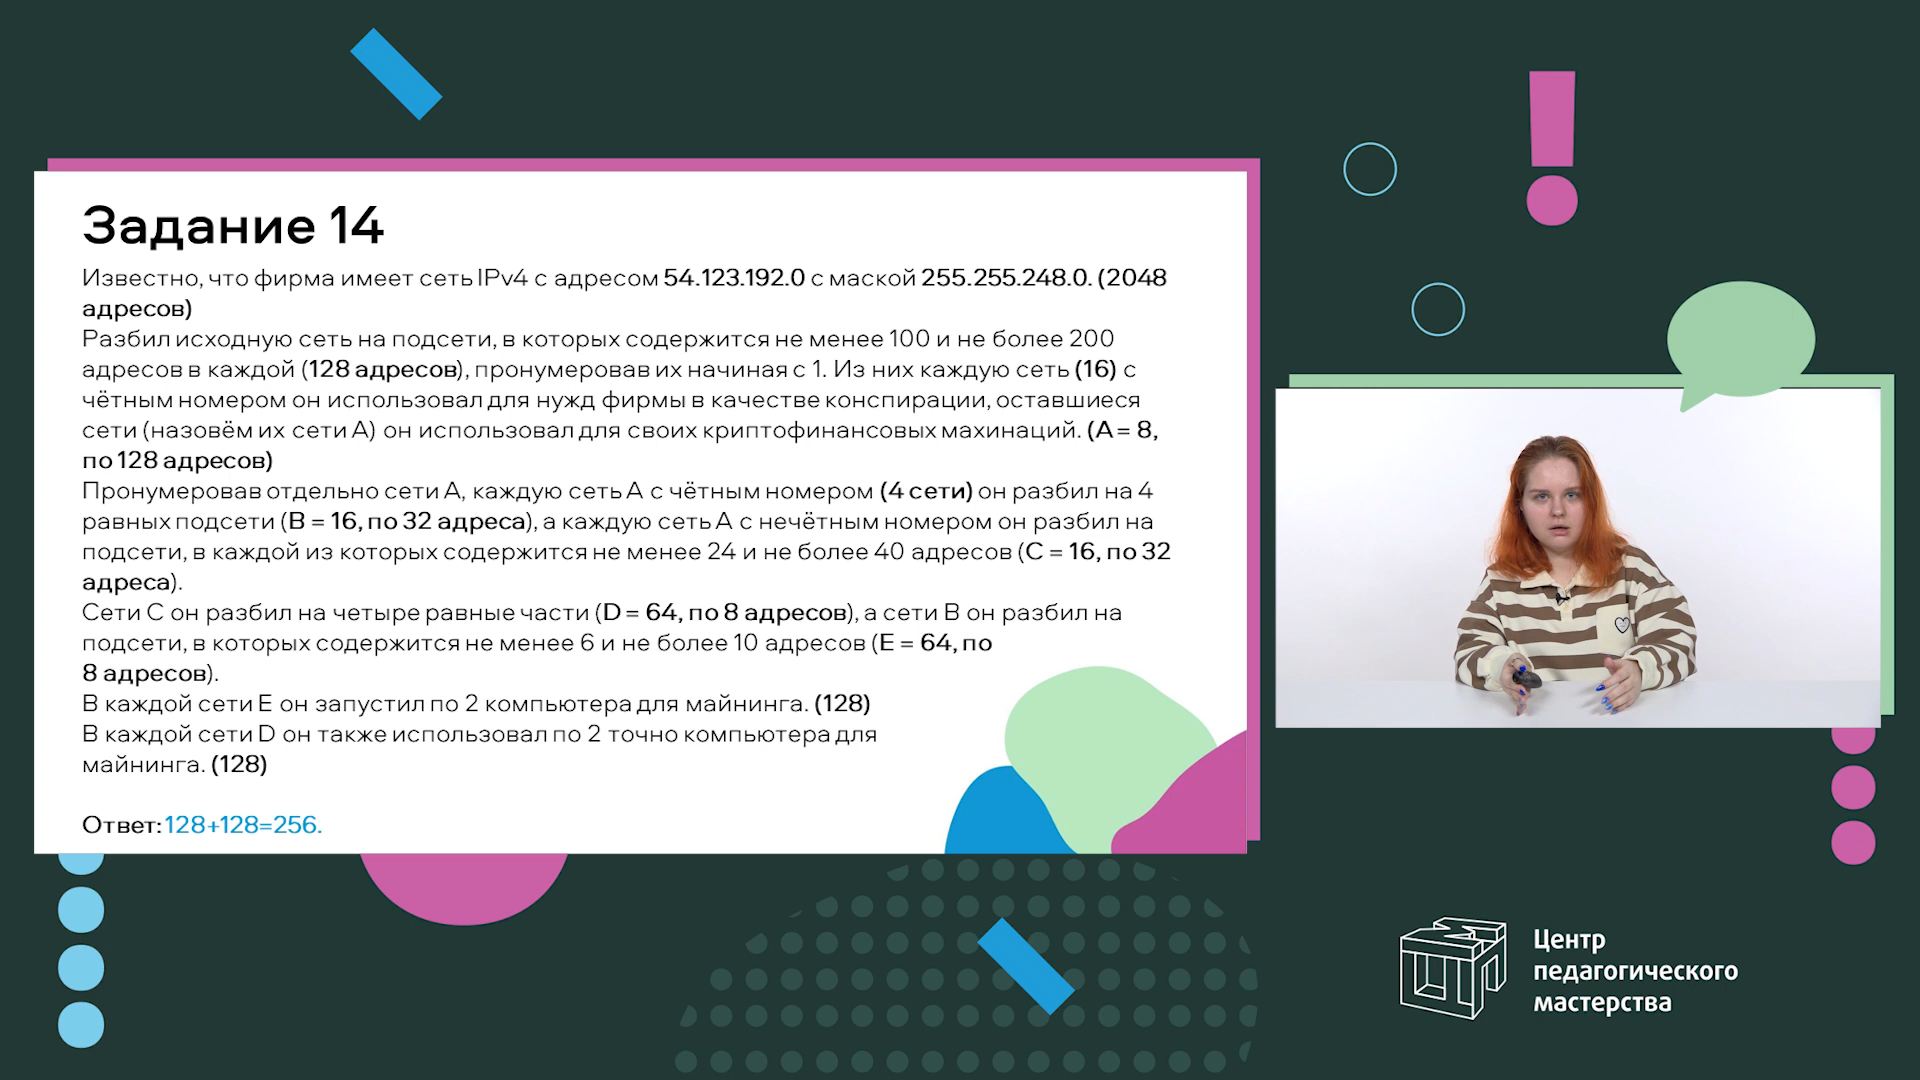 Задание 14
Известно, что фирма имеет сеть IPv4 с адресом 54.123.192.0 с маской 255.255.248.0. (2048
адресов)
Разбил исходную сеть на подсети, в которых содержится не менее 100 и не более 200
адресов в каждой (128 адресов), пронумеровав их начиная с 1. Из них каждую сеть (16) с
чётным номером он использовал для нужд фирмы в качестве конспирации, оставшиеся
сети (назовём их сети А) он использовал для своих криптофинансовых махинаций. (А = 8,
по 128 адресов)
Пронумеровав отдельно сети А, каждую сеть А с чётным номером (4 сети) он разбил на 4
равных подсети (В = 16, по 32 адреса), а каждую сеть А с нечётным номером он разбил на
подсети, в каждой из которых содержится не менее 24 и не более 40 адресов (С = 16, по 32
адреса).
Сети С он разбил на четыре равные части (D = 64, по 8 адресов), а сети В он разбил на
подсети, в которых содержится не менее 6 и не более 10 адресов (Е = 64, по
8 адресов).
В каждой сети Е он запустил по 2 компьютера для майнинга. (128)
В каждой сети D он также использовал по 2 точно компьютера для
майнинга. (128)
Ответ: 128+128=256.
Центр
педагогического
мастерства